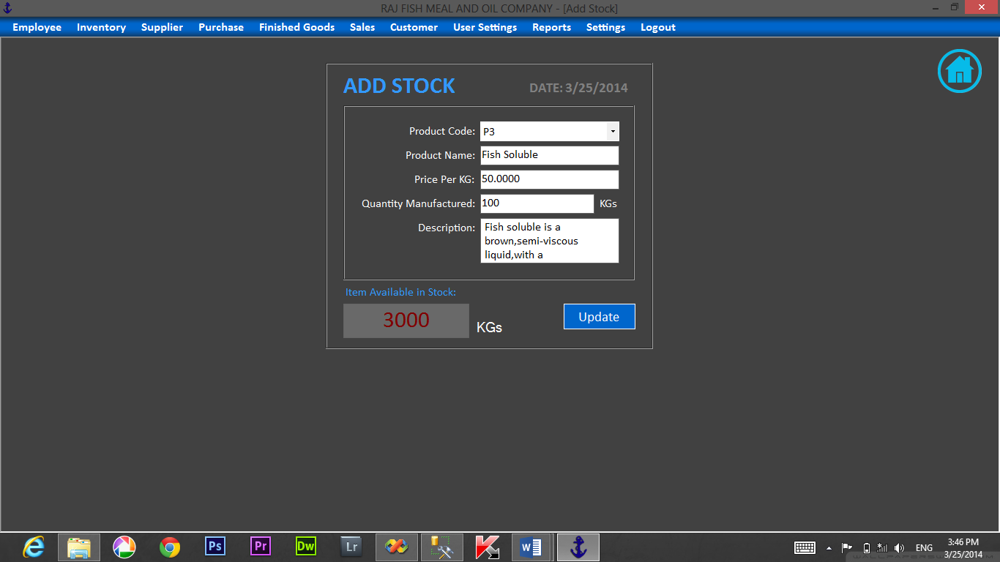 RAJ FISH MEAL AND OIL COMPANY - [Add Stock]
Employee Inventory Supplier Purchase Finished Goods Sales Customer User Settings Reports Settings Logout
ADD STOCK DATE: 3/25/2014
Product Code: P3
Product Name: Fish Soluble
Price Per KG: 50.0000
Quantity Manufactured: 100 KGs
Description: Fish soluble is a
brown,semi-viscous
liquid,with a
Item Available in Stock:
3000 KGs Update
Ps Pr Dw Lr W ENG 3:46 PM
3/25/2014